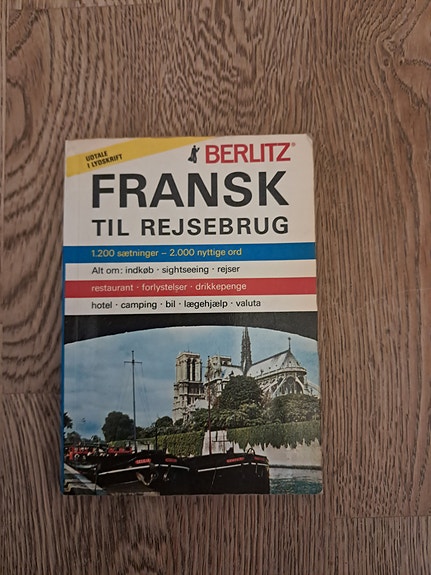 UDTALE
I LYDSKRIFT
BERLITZ®
FRANSK
TIL REJSEBRUG
1.200 sætninger – 2.000 nyttige ord
Alt om: indkøb · sightseeing · rejser
restaurant · forlystelser · drikkepenge
hotel · camping · bil · lægehjælp · valuta